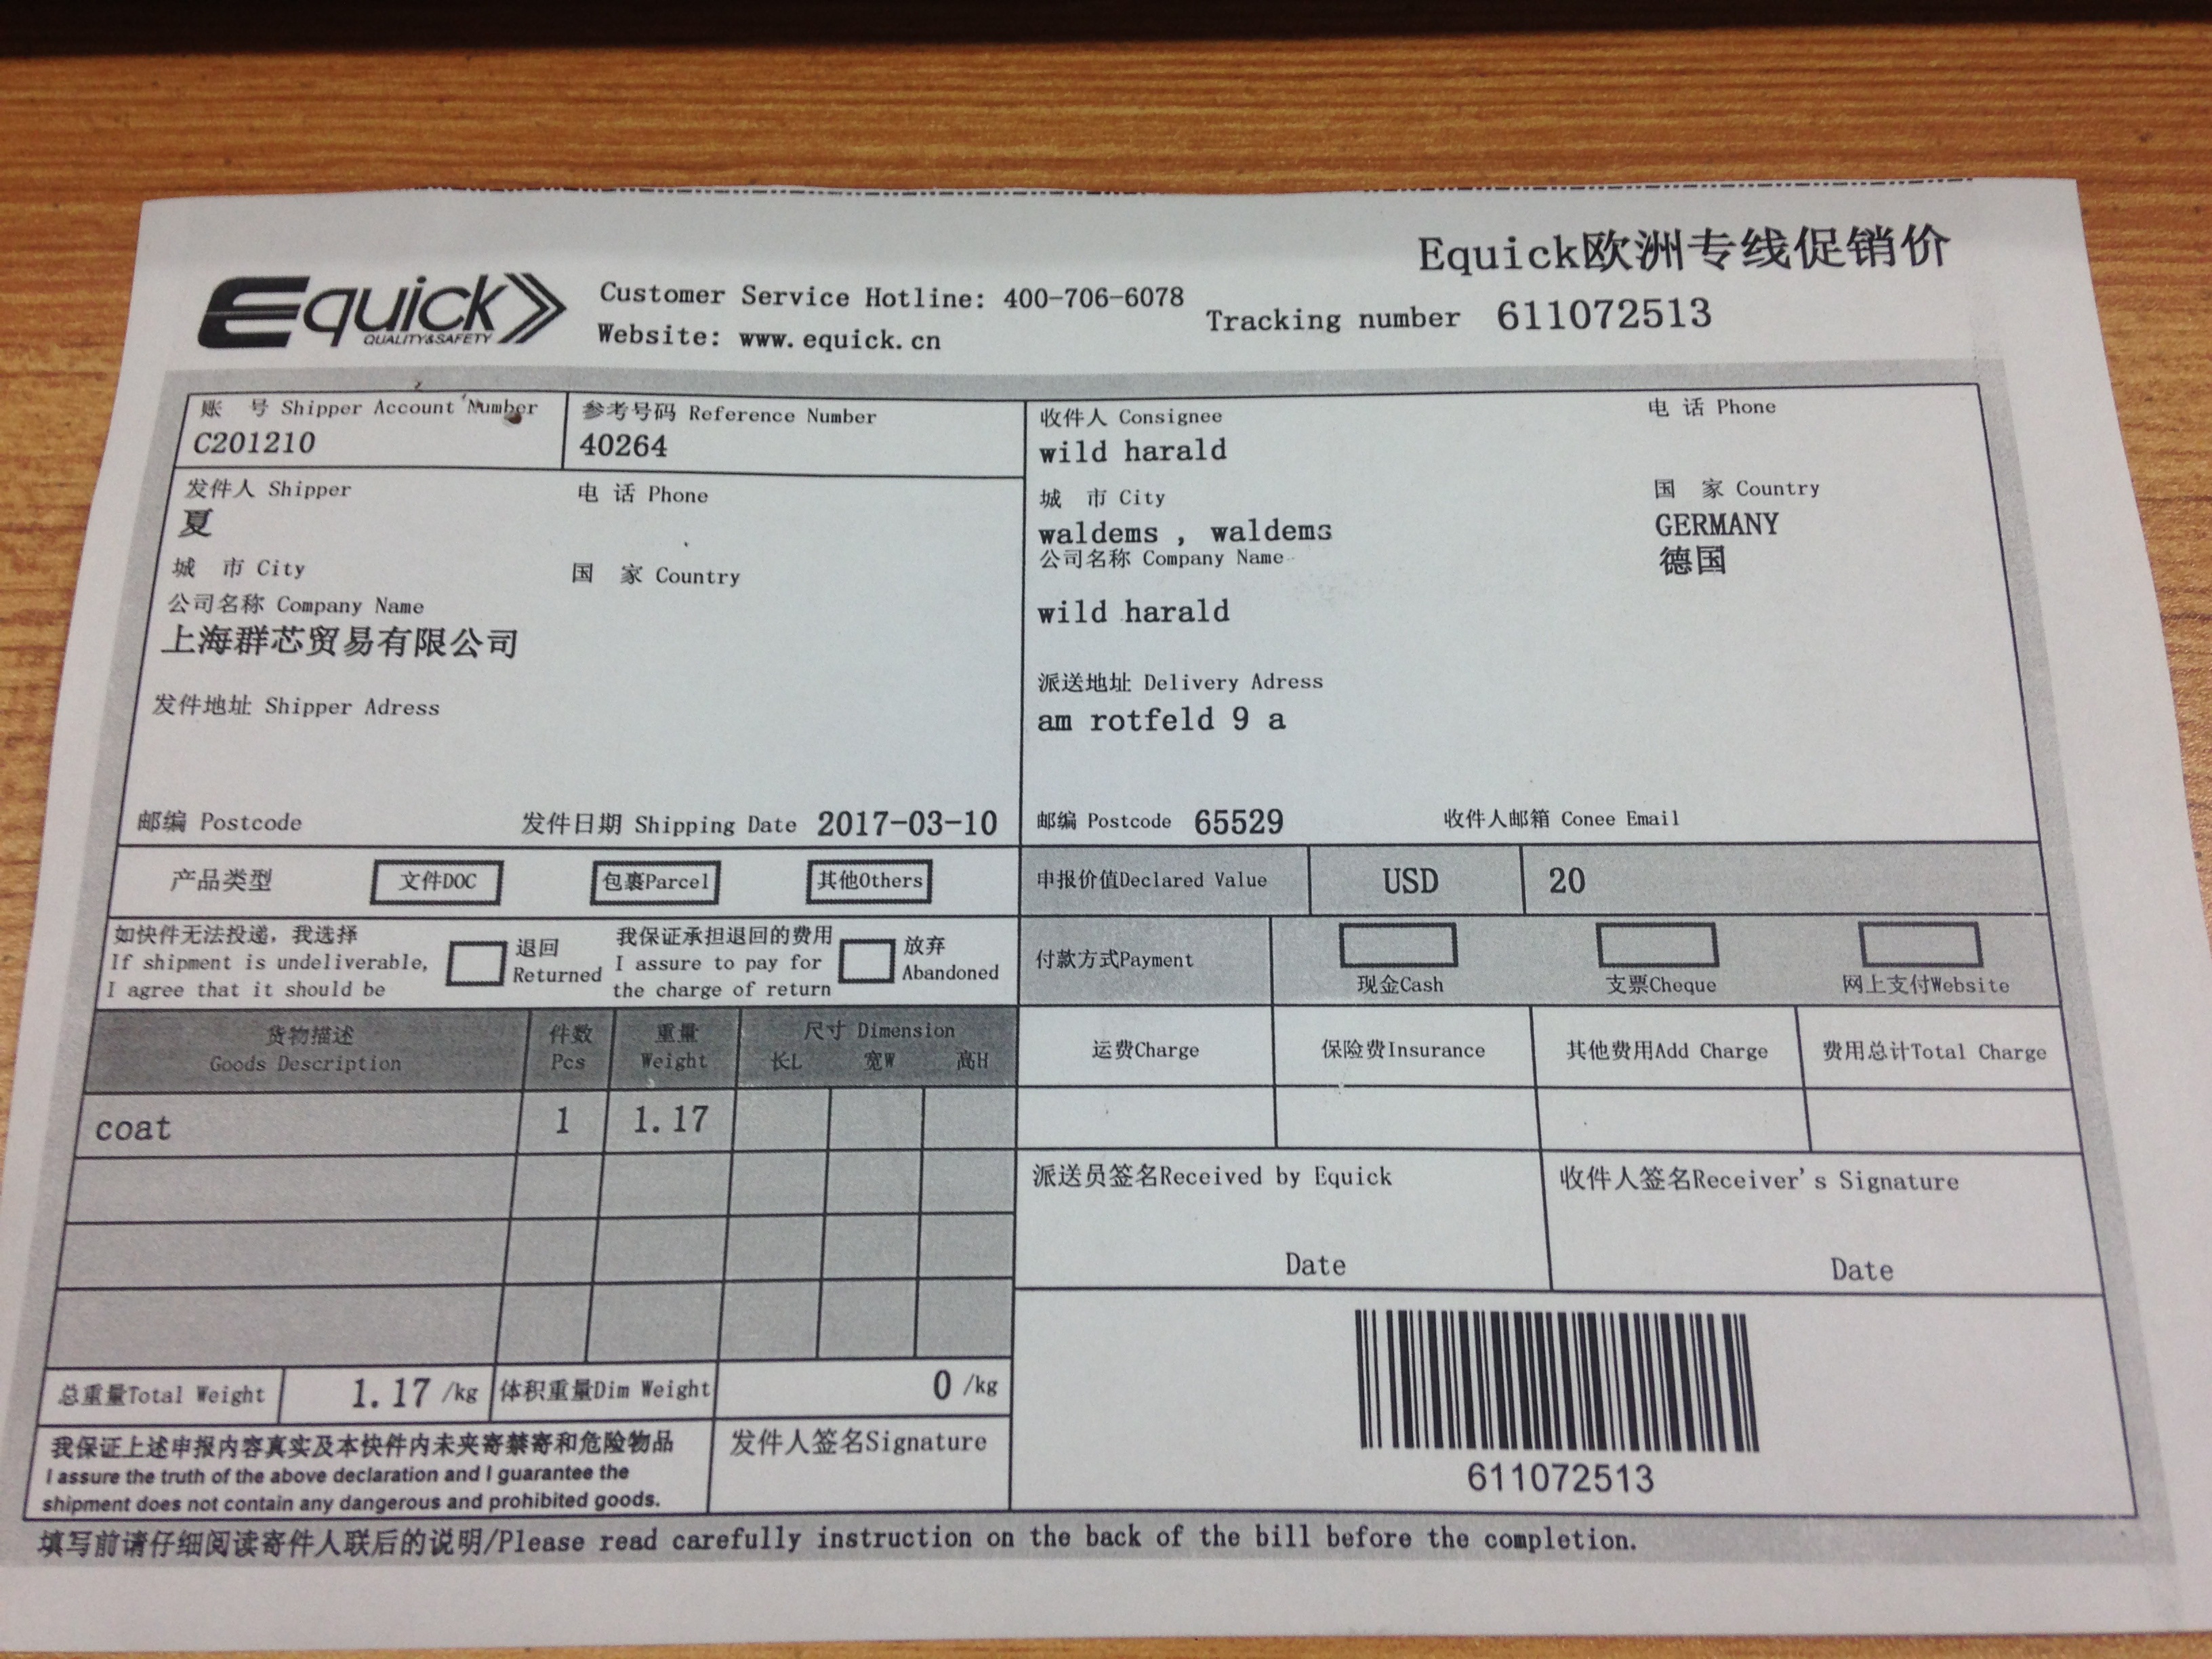 Equick欧洲专线促销价
Equick
QUALITY&SAFETY
Customer Service Hotline: 400-706-6078
Website: www.equick.cn
Tracking number 611072513
账 号 Shipper Account Number
C201210
参考号码 Reference Number
40264
发件人 Shipper
夏
电 话 Phone
城 市 City
国 家 Country
公司名称 Company Name
上海群芯贸易有限公司
发件地址 Shipper Adress
邮编 Postcode
发件日期 Shipping Date 2017-03-10
收件人 Consignee
wild harald
电 话 Phone
城 市 City
waldems , waldems
国 家 Country
GERMANY
德国
公司名称 Company Name
wild harald
派送地址 Delivery Adress
am rotfeld 9 a
邮编 Postcode 65529
收件人邮箱 Conee Email
产品类型 文件DOC 包裹Parcel 其他Others
申报价值Declared Value USD 20
如快件无法投递，我选择
If shipment is undeliverable,
I agree that it should be
退回
Returned
我保证承担退回的费用
I assure to pay for
the charge of return
放弃
Abandoned
付款方式Payment
现金Cash 支票Cheque 网上支付Website
货物描述
Goods Description
件数
Pcs
重量
Weight
尺寸 Dimension
长L 宽W 高H
运费Charge 保险费Insurance 其他费用Add Charge 费用总计Total Charge
coat 1 1.17
派送员签名Received by Equick
Date
收件人签名Receiver's Signature
Date
总重量Total Weight 1.17 /kg 体积重量Dim Weight 0 /kg
我保证上述申报内容真实及本快件内未夹寄禁寄和危险物品
I assure the truth of the above declaration and I guarantee the
shipment does not contain any dangerous and prohibited goods.
发件人签名Signature
611072513
填写前请仔细阅读寄件人联后的说明/Please read carefully instruction on the back of the bill before the completion.